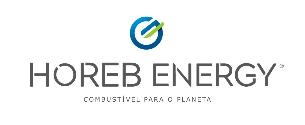 HOREB ENERGY
COMBUSTÍVEL PARA O PLANETA